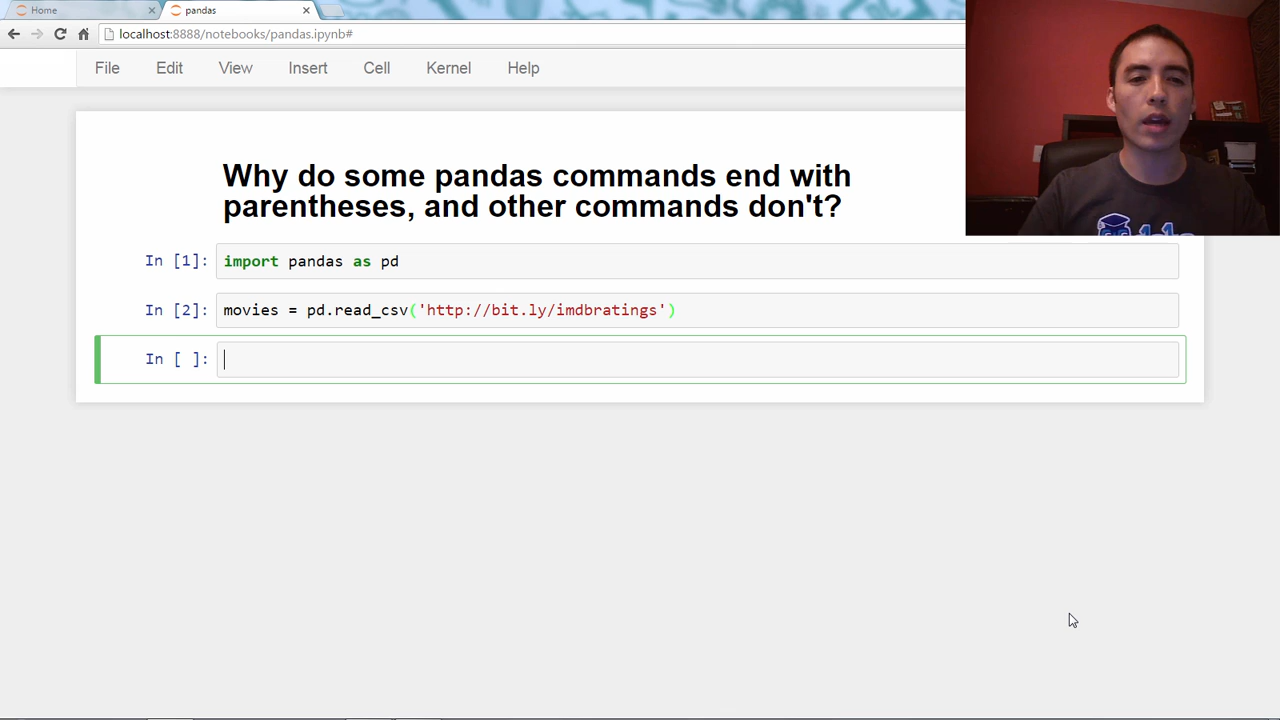 Home
pandas
localhost:8888/notebooks/pandas.ipynb#
File Edit View Insert Cell Kernel Help
Why do some pandas commands end with
parentheses, and other commands don't?
In [1]: import pandas as pd
In [2]: movies = pd.read_csv('http://bit.ly/imdbratings')
In [ ]: